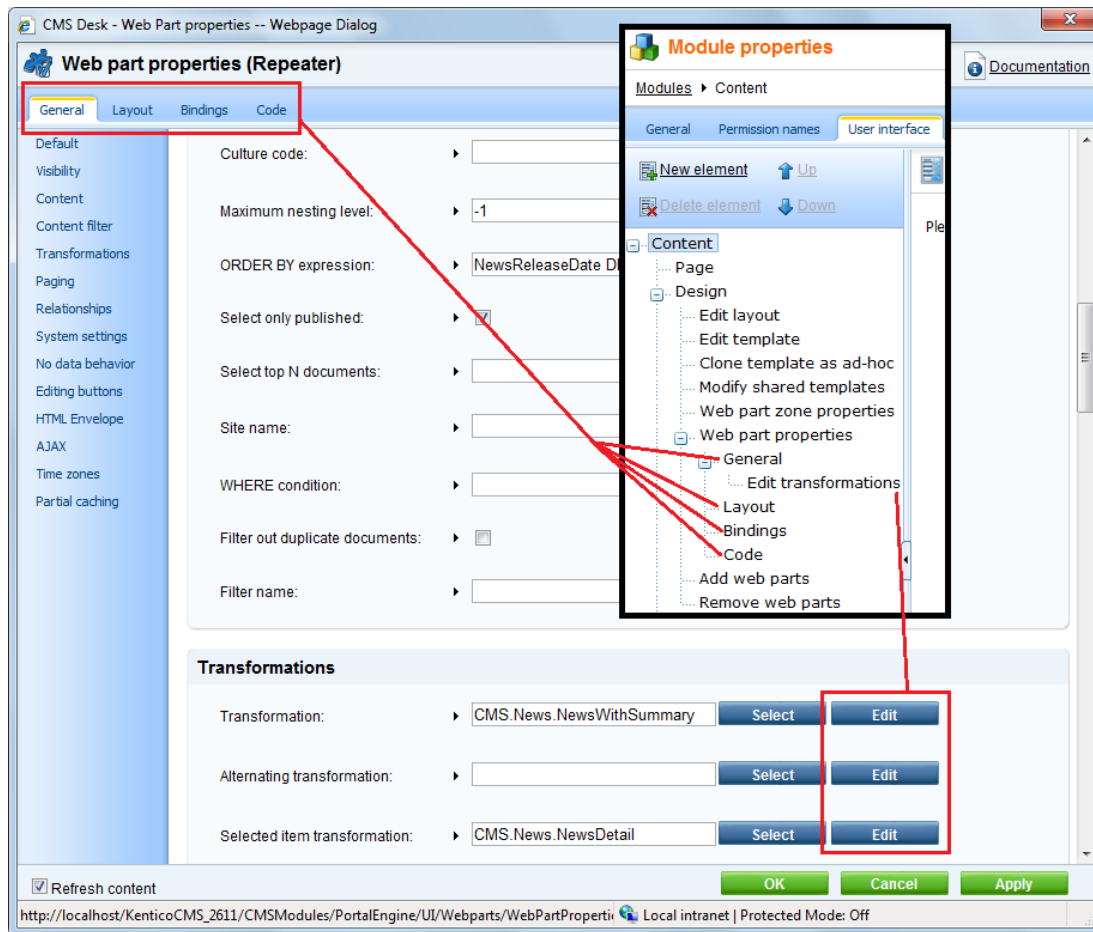 CMS Desk - Web Part properties -- Webpage Dialog
Web part properties (Repeater)
Documentation
General Layout Bindings Code
Default
Visibility
Content
Content filter
Transformations
Paging
Relationships
System settings
No data behavior
Editing buttons
HTML Envelope
AJAX
Time zones
Partial caching
Culture code:
Maximum nesting level: -1
ORDER BY expression: NewsReleaseDate D
Select only published:
Select top N documents:
Site name:
WHERE condition:
Filter out duplicate documents:
Filter name:
Module properties
Modules Content
General Permission names User interface
New element Up
Delete element Down
Ple
Content
Page
Design
Edit layout
Edit template
Clone template as ad-hoc
Modify shared templates
Web part zone properties
Web part properties
General
Edit transformations
Layout
Bindings
Code
Add web parts
Remove web parts
Transformations
Transformation: CMS.News.NewsWithSummary Select Edit
Alternating transformation: Select Edit
Selected item transformation: CMS.News.NewsDetail Select Edit
Refresh content OK Cancel Apply
http://localhost/KenticoCMS_2611/CMSModules/PortalEngine/UI/Webparts/WebPartProperti Local intranet | Protected Mode: Off